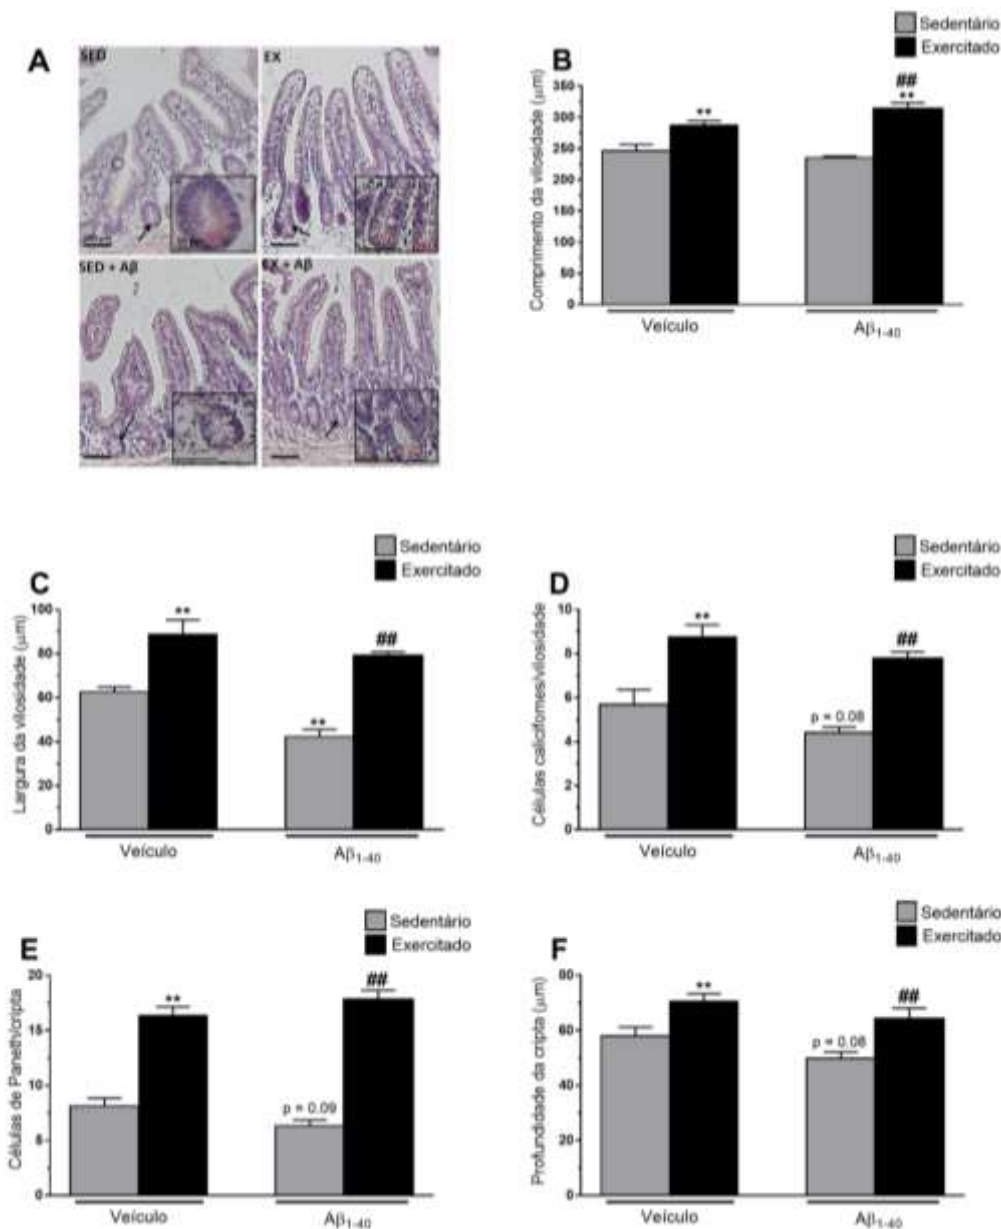 A
SED
EX
SED + Aβ
EX + Aβ
B
Sedentário
Exercitado
Comprimento da vilosidade (μm)
350
300
250
200
150
100
50
0
**
##
**
Veículo
Aβ1-40
C
Sedentário
Exercitado
Largura da vilosidade (μm)
100
80
60
40
20
0
**
**
##
Veículo
Aβ1-40
D
Sedentário
Exercitado
Células caliciformes/vilosidade
10
8
6
4
2
0
**
p = 0.08
##
Veículo
Aβ1-40
E
Sedentário
Exercitado
Células de Paneth/cripta
20
15
10
5
0
**
p = 0.09
##
Veículo
Aβ1-40
F
Sedentário
Exercitado
Profundidade da cripta (μm)
80
60
40
20
0
**
p = 0.08
##
Veículo
Aβ1-40